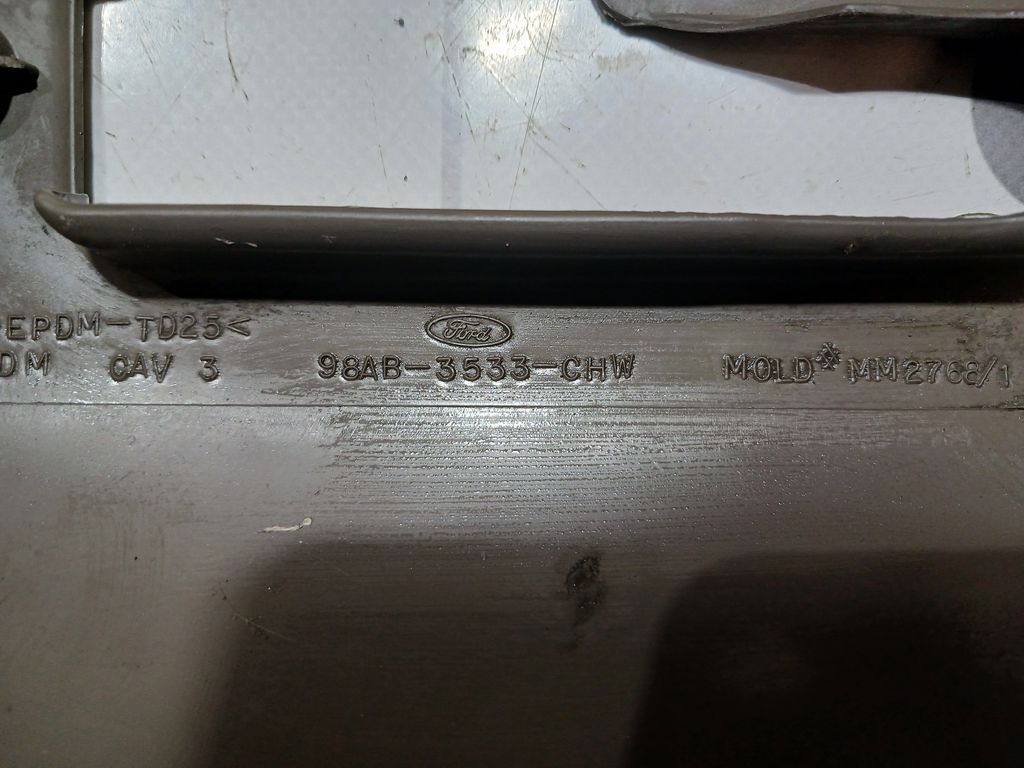 EPDM-TD25<
Ford
DM CAV 3 98AB-3533-CHW MOLD MM2768/1